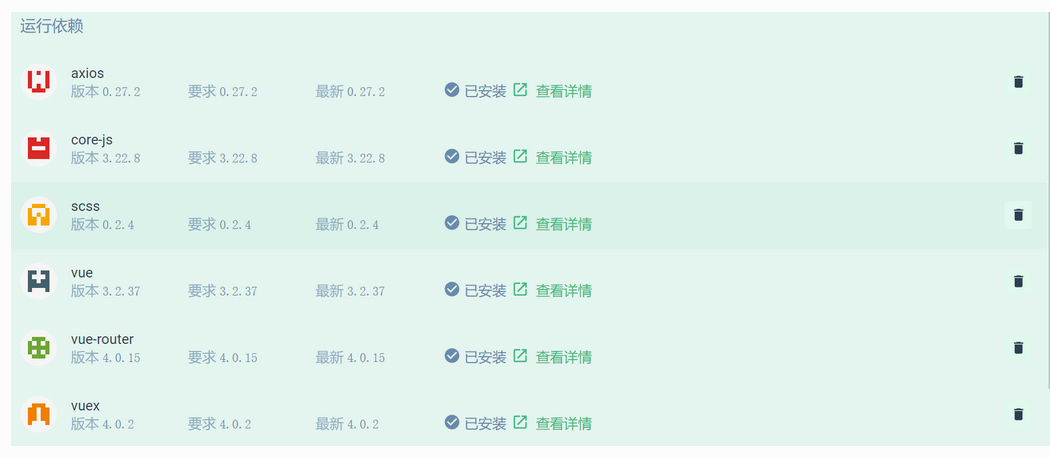 运行依赖
axios
版本 0.27.2 要求 0.27.2 最新 0.27.2 已安装 查看详情
core-js
版本 3.22.8 要求 3.22.8 最新 3.22.8 已安装 查看详情
scss
版本 0.2.4 要求 0.2.4 最新 0.2.4 已安装 查看详情
vue
版本 3.2.37 要求 3.2.37 最新 3.2.37 已安装 查看详情
vue-router
版本 4.0.15 要求 4.0.15 最新 4.0.15 已安装 查看详情
vuex
版本 4.0.2 要求 4.0.2 最新 4.0.2 已安装 查看详情